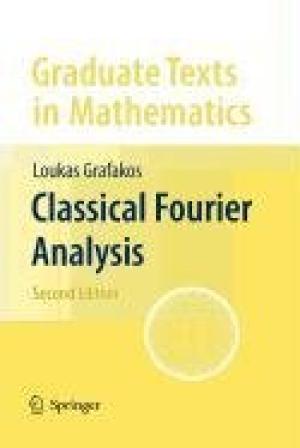 Graduate Texts
in Mathematics
Loukas Grafakos
Classical Fourier
Analysis
Second Edition
Springer